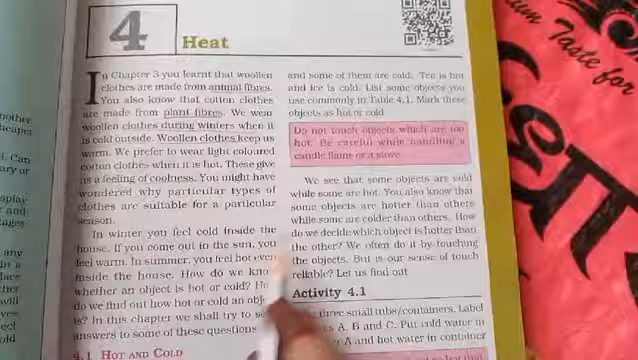 4
Heat
In Chapter 3 you learnt that woollen
clothes are made from animal fibres.
You also know that cotton clothes
are made from plant fibres. We wear
woollen clothes during winters when it
is cold outside. Woollen clothes keep us
warm. We prefer to wear light coloured
cotton clothes when it is hot. These give
us a feeling of coolness. You might have
wondered why particular types of
clothes are suitable for a particular
season.
In winter you feel cold inside the
house. If you come out in the sun, you
feel warm. In summer, you feel hot even
inside the house. How do we know
whether an object is hot or cold?
do we find out how hot or cold an
is? In this chapter we shall try to
answers to some of these questions
4.1 HOT AND COLD
and some of them are cold. Tea is hot
and ice is cold. List some objects you
use commonly in Table 4.1. Mark these
objects as hot or cold
Do not touch objects which are too
hot. Be careful while handling a
candle flame or a stove
We see that some objects are cold
while some are hot. You also know that
some objects are hotter than others
while some are colder than others. How
do we decide which object is hotter than
the other? We often do it by touching
the objects. But is our sense of touch
reliable? Let us find out
Activity 4.1
three small tubs/containers. Label
A, B and C. Put cold water in
A and hot water in container
Taste for